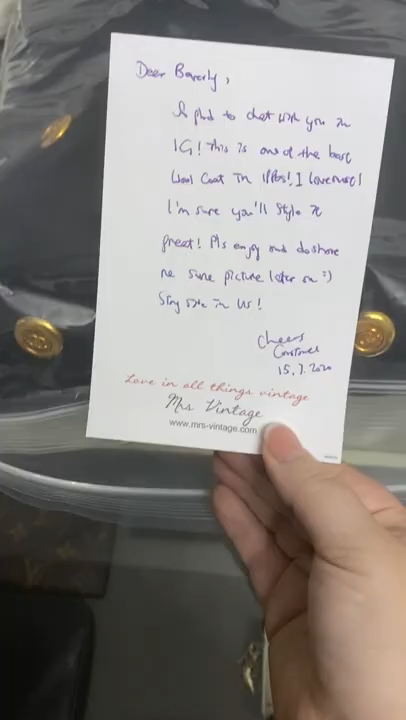 Dear Beverly,
glad to chat with you in
IG! This is one of the best
Wool Coat in 1980s! I love most!
I'm sure you'll style it
great! Pls enjoy and do share
me some picture later on :)
Stay safe in US!
Cheers
15.7.2020
Love in all things vintage
Mrs Vintage
www.mrs-vintage.com